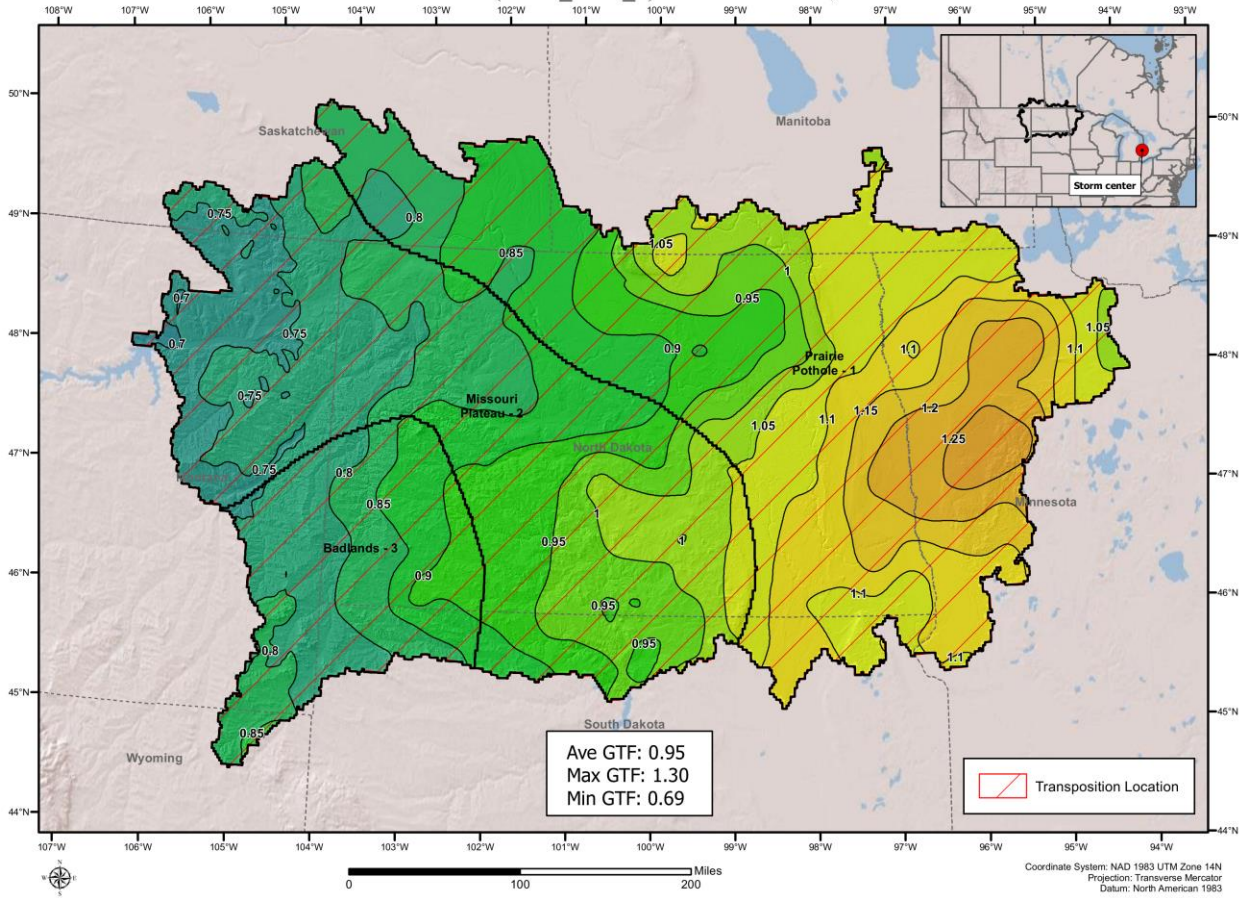 108°W 105°W 104°W 103°W 102°W 101°W 100°W 99°W 98°W 97°W 96°W 95°W 94°W 93°W
50°N
50°N
49°N
49°N
48°N
48°N
47°N
47°N
46°N
46°N
45°N
45°N
44°N
44°N
Saskatchewan
Manitoba
Storm center
0.75
0.8
0.85
1.05
1
0.7
0.95
1.05
0.75
0.7
0.9
1.1
1.1
Prairie
Pothole - 1
0.75
Missouri
Plateau - 2
1.2
1.15
1.1
1.05
1.25
North Dakota
0.75
0.8
0.85
1
Minnesota
Badlands - 3
0.95
1
0.9
1.1
0.95
0.8
0.95
1.1
0.85
South Dakota
Wyoming
Ave GTF: 0.95
Max GTF: 1.30
Min GTF: 0.69
Transposition Location
107°W 106°W 105°W 104°W 103°W 102°W 101°W 100°W 99°W 98°W 97°W 96°W 95°W 94°W
N
W E
S
Miles
0 100 200
Coordinate System: NAD 1983 UTM Zone 14N
Projection: Transverse Mercator
Datum: North American 1983